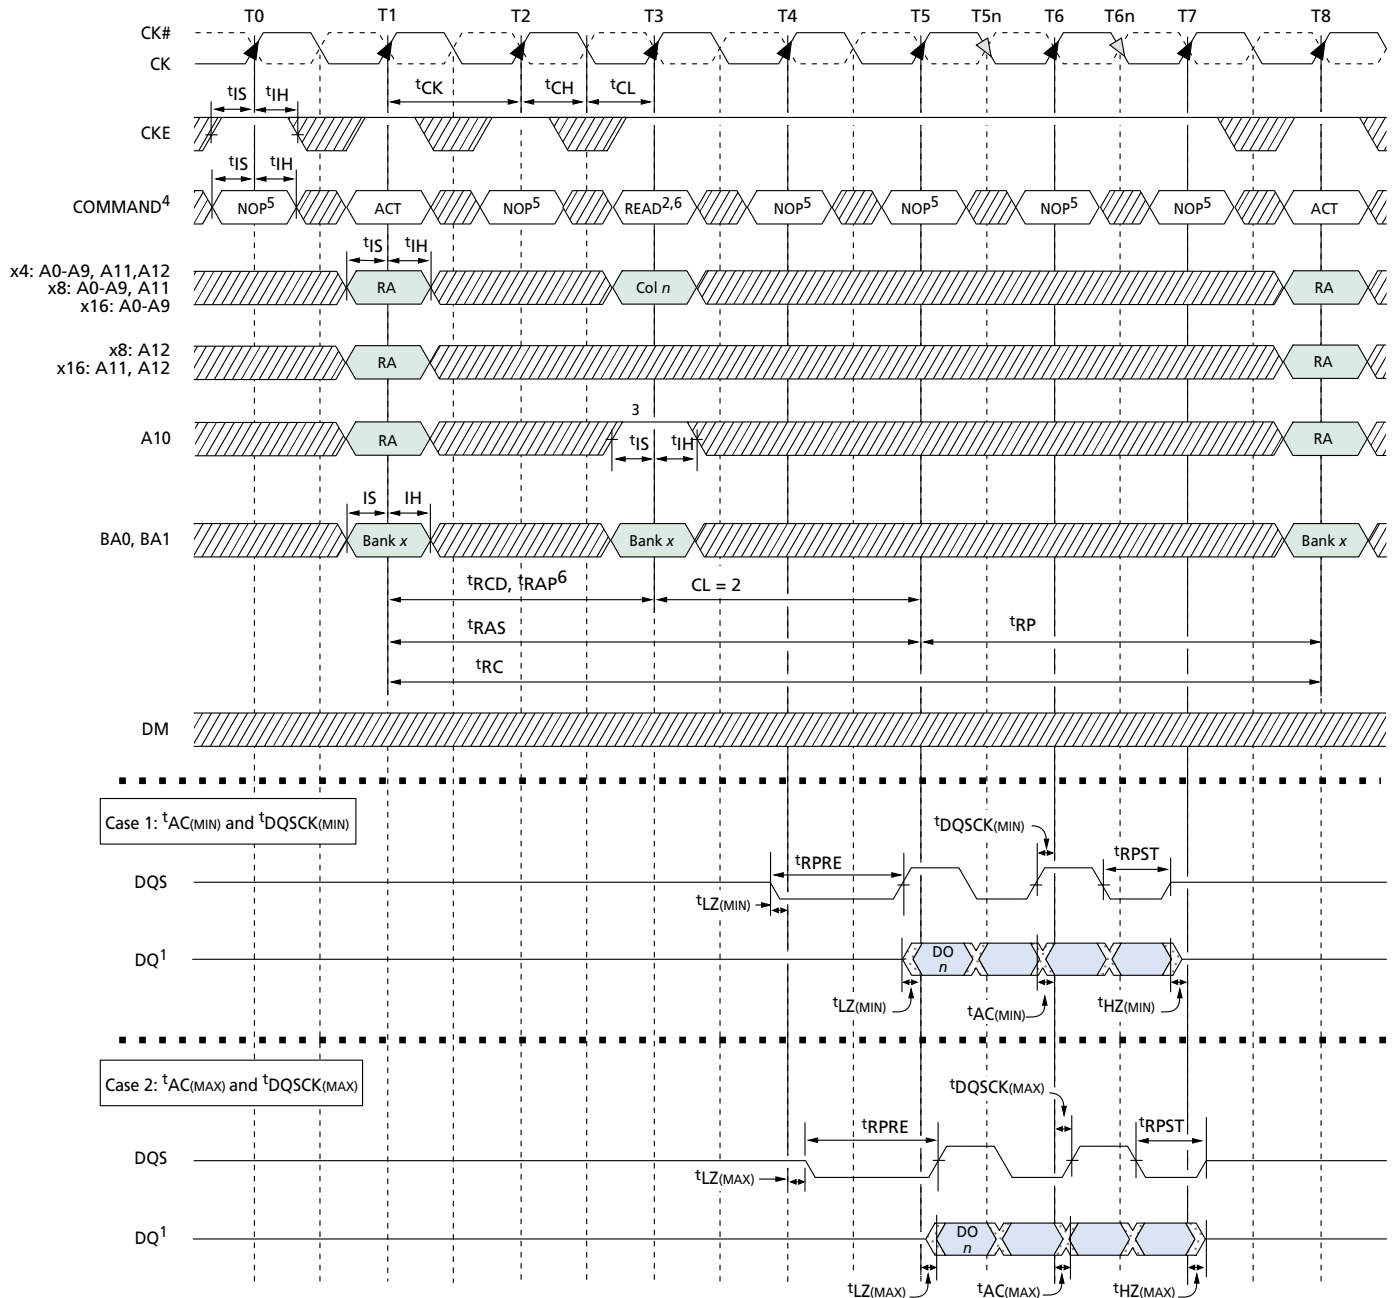 T0 T1 T2 T3 T4 T5 T5n T6 T6n T7 T8
CK#
CK
tCK tCH tCL
tIS tIH
CKE
tIS tIH
COMMAND4
NOP5 ACT NOP5 READ2,6 NOP5 NOP5 NOP5 NOP5 ACT
tIS tIH
x4: A0-A9, A11,A12
x8: A0-A9, A11
x16: A0-A9
RA Col n RA
x8: A12
x16: A11, A12
RA RA
3
A10
RA tIS tIH RA
IS IH
BA0, BA1
Bank x Bank x Bank x
tRCD, tRAP6 CL = 2
tRAS tRP
tRC
DM
Case 1: tAC(MIN) and tDQSCK(MIN)
tDQSCK(MIN)
tRPRE tRPST
DQS
tLZ(MIN)
DQ1
DO
n
tLZ(MIN) tAC(MIN) tHZ(MIN)
Case 2: tAC(MAX) and tDQSCK(MAX)
tDQSCK(MAX)
tRPRE tRPST
DQS
tLZ(MAX)
DQ1
DO
n
tLZ(MAX) tAC(MAX) tHZ(MAX)